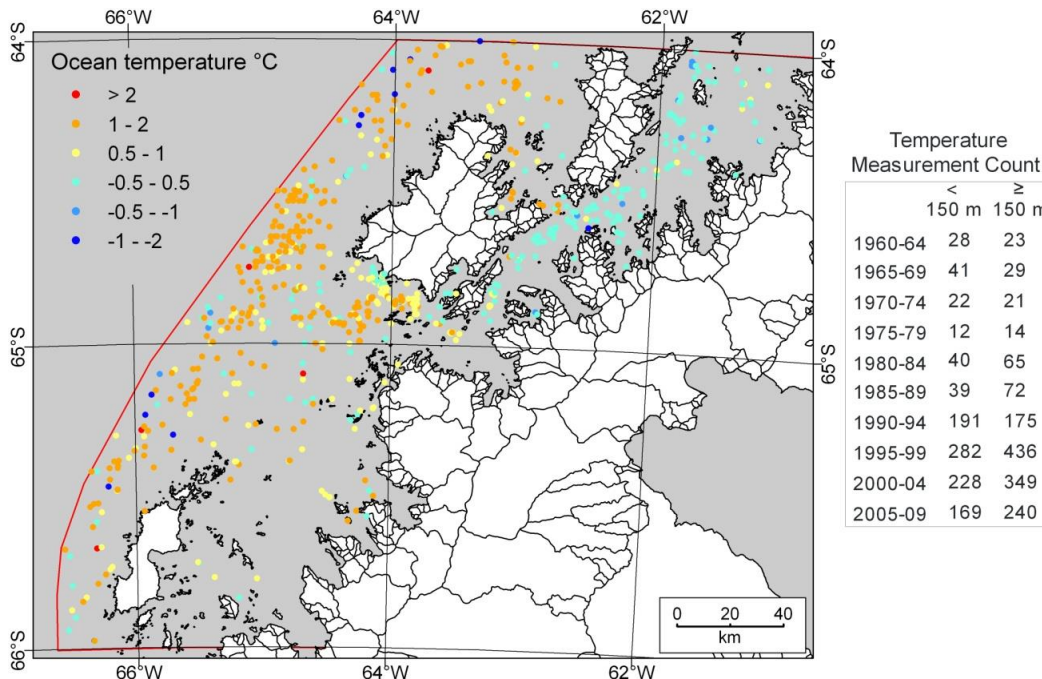 66°W 64°W 62°W
64°S 64°S
Ocean temperature °C
> 2
1 - 2
0.5 - 1
-0.5 - 0.5
-0.5 - -1
-1 - -2
65°S 65°S
66°S
0 20 40
km
66°W 64°W 62°W
Temperature
Measurement Count
< ≥
150 m 150 m
1960-64 28 23
1965-69 41 29
1970-74 22 21
1975-79 12 14
1980-84 40 65
1985-89 39 72
1990-94 191 175
1995-99 282 436
2000-04 228 349
2005-09 169 240